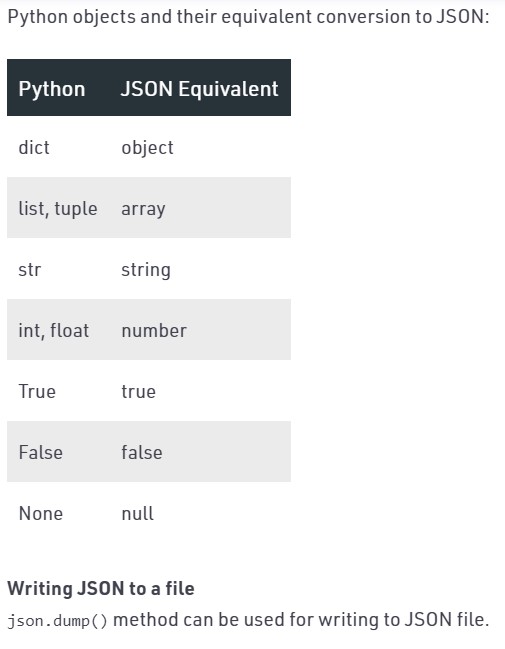 Python objects and their equivalent conversion to JSON:
Python JSON Equivalent
dict object
list, tuple array
str string
int, float number
True true
False false
None null
Writing JSON to a file
json.dump() method can be used for writing to JSON file.